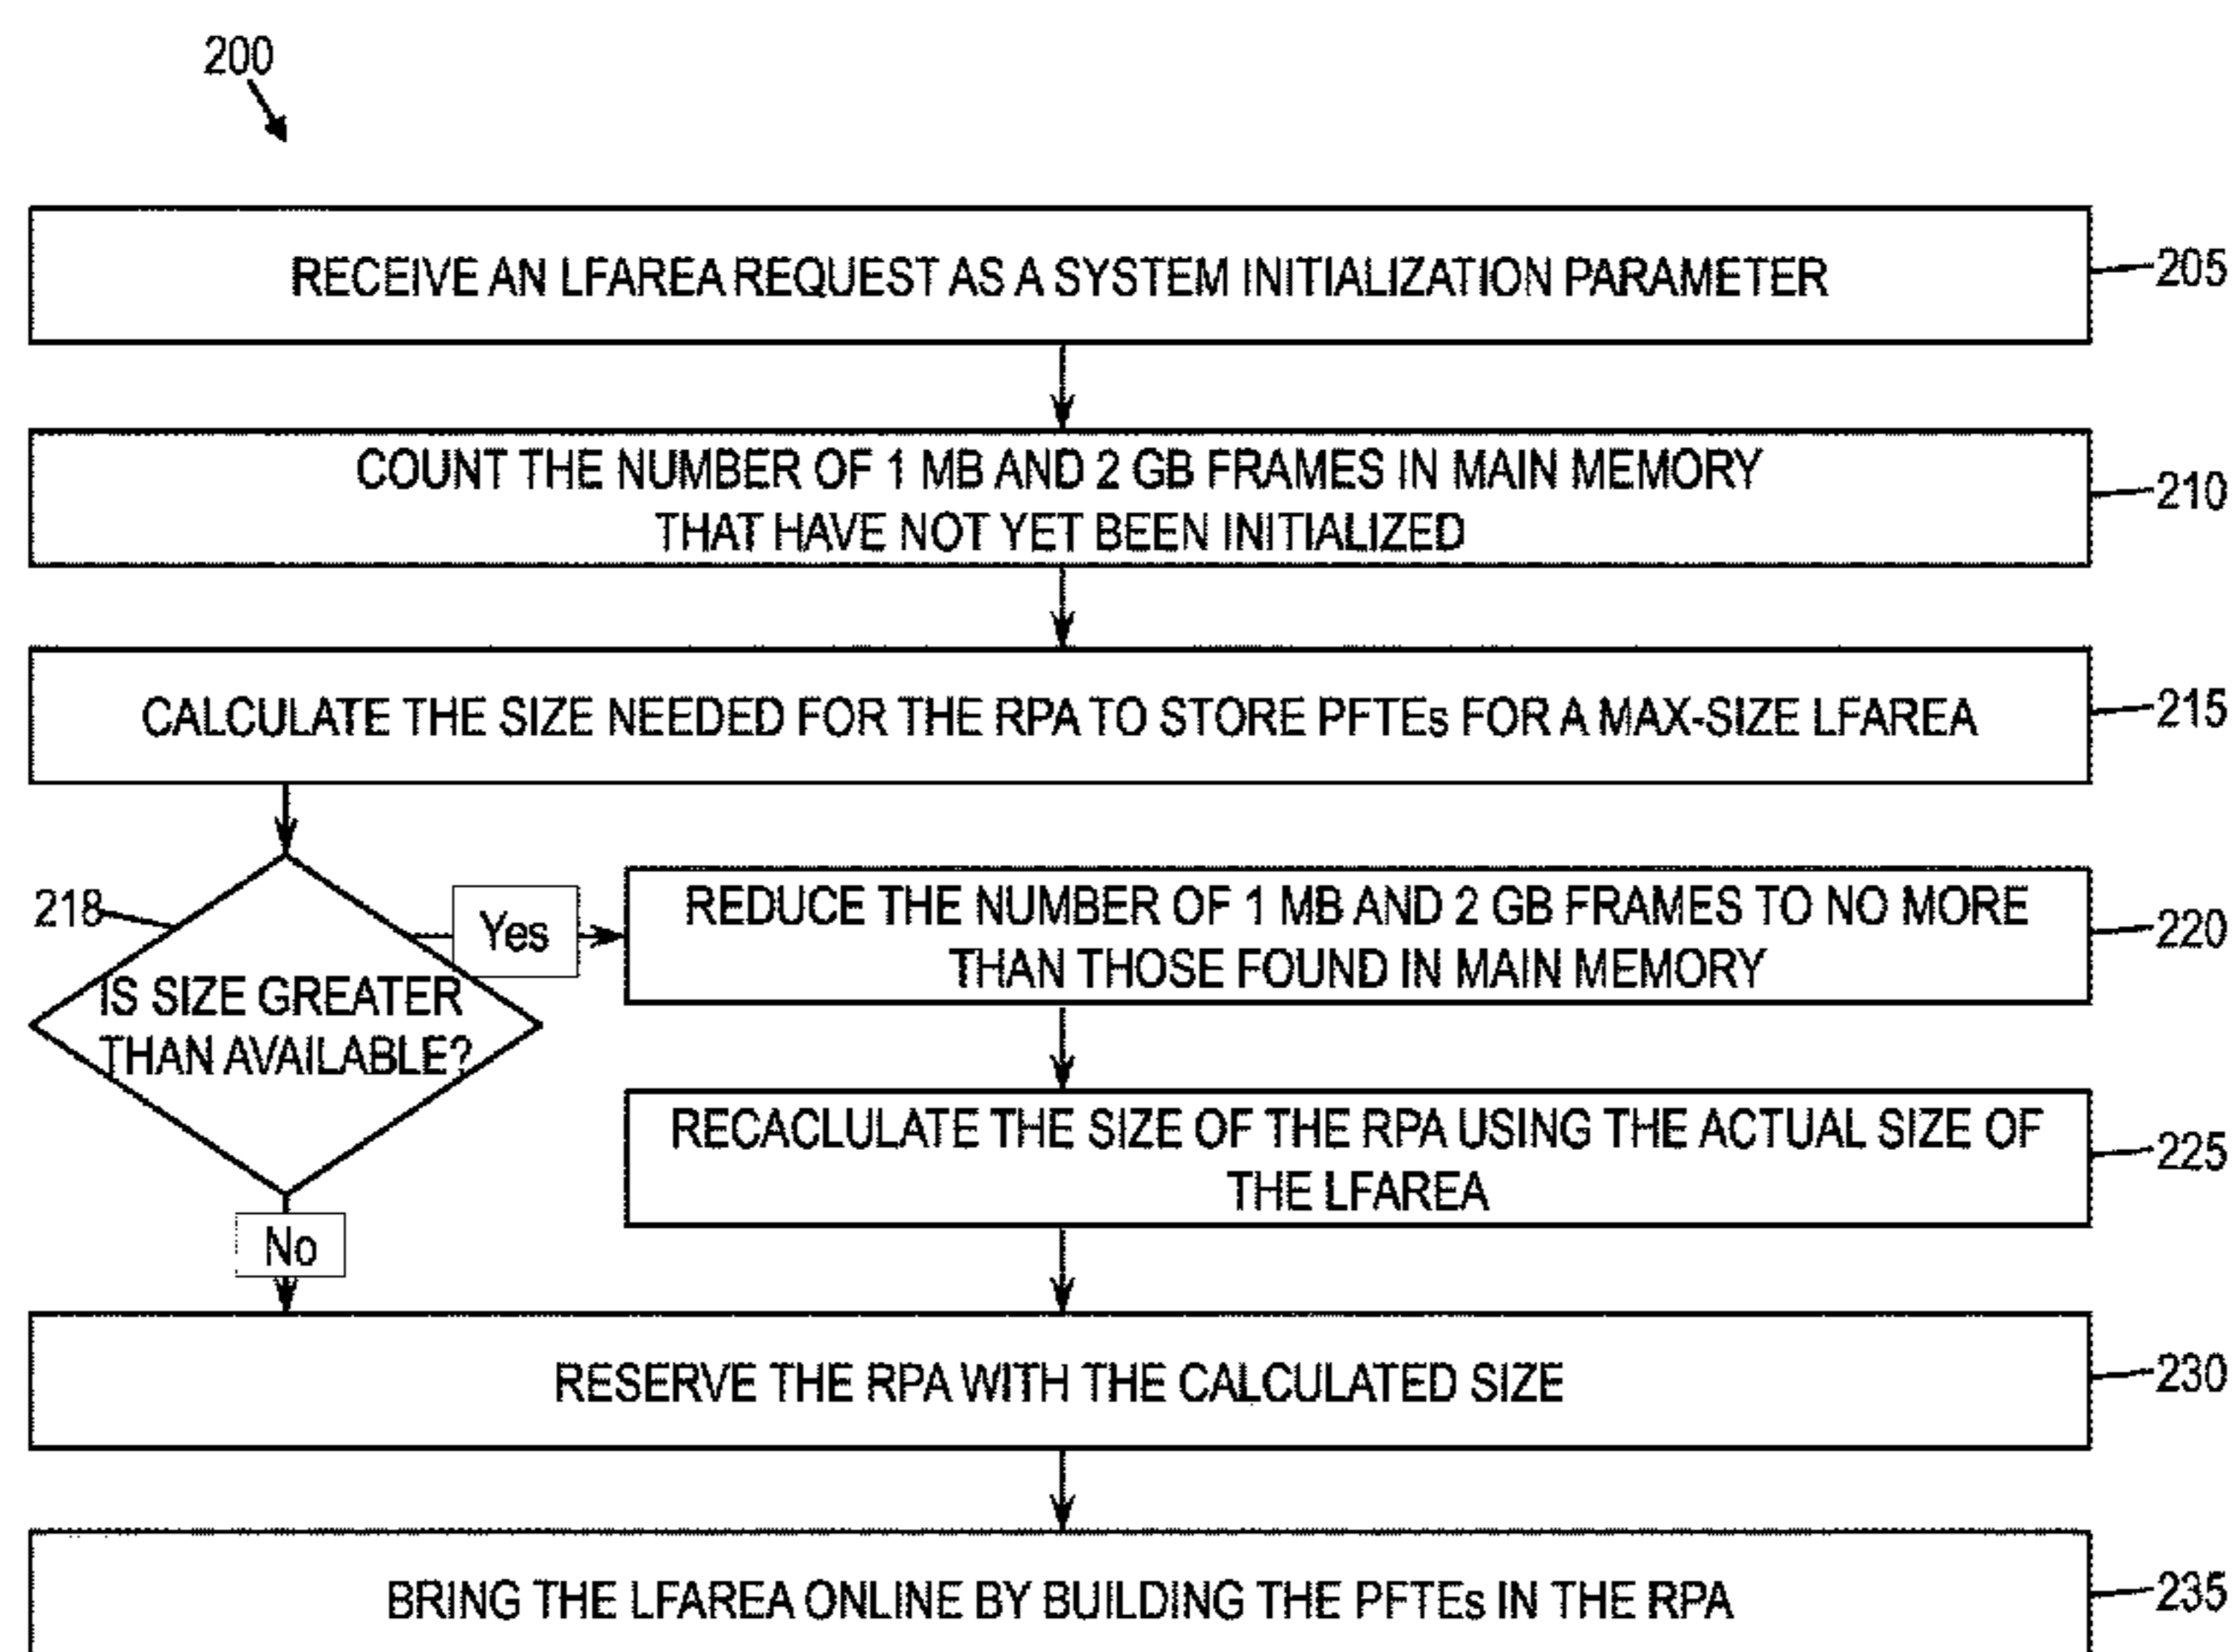 200
RECEIVE AN LFAREA REQUEST AS A SYSTEM INITIALIZATION PARAMETER
205
COUNT THE NUMBER OF 1 MB AND 2 GB FRAMES IN MAIN MEMORY
THAT HAVE NOT YET BEEN INITIALIZED
210
CALCULATE THE SIZE NEEDED FOR THE RPA TO STORE PFTEs FOR A MAX-SIZE LFAREA
215
218
IS SIZE GREATER
THAN AVAILABLE?
Yes
REDUCE THE NUMBER OF 1 MB AND 2 GB FRAMES TO NO MORE
THAN THOSE FOUND IN MAIN MEMORY
220
RECACLULATE THE SIZE OF THE RPA USING THE ACTUAL SIZE OF
THE LFAREA
225
No
RESERVE THE RPA WITH THE CALCULATED SIZE
230
BRING THE LFAREA ONLINE BY BUILDING THE PFTEs IN THE RPA
235